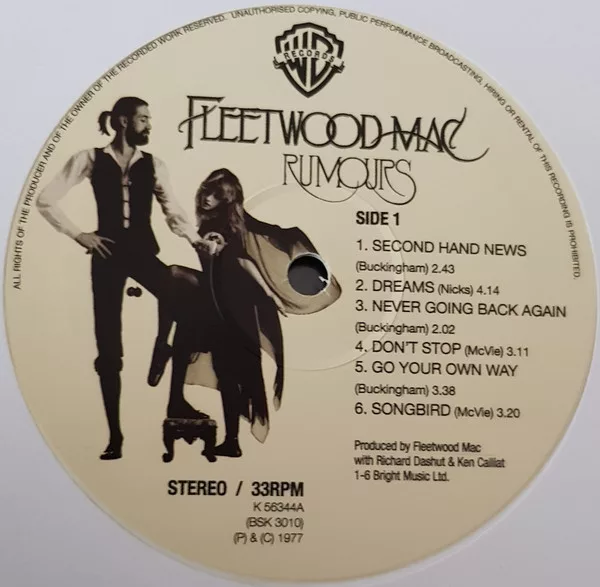 ALL RIGHTS OF THE PRODUCER AND OF THE OWNER OF THE RECORDED WORK RESERVED. UNAUTHORISED COPYING, PUBLIC PERFORMANCE BROADCASTING, HIRING OR RENTAL OF THIS RECORDING IS PROHIBITED.
WB
RECORDS
FLEETWOOD MAC
RUMOURS
SIDE 1
1. SECOND HAND NEWS
(Buckingham) 2.43
2. DREAMS (Nicks) 4.14
3. NEVER GOING BACK AGAIN
(Buckingham) 2.02
4. DON'T STOP (McVie) 3.11
5. GO YOUR OWN WAY
(Buckingham) 3.38
6. SONGBIRD (McVie) 3.20
Produced by Fleetwood Mac
with Richard Dashut & Ken Caillat
1-6 Bright Music Ltd.
STEREO / 33RPM
K 56344A
(BSK 3010)
(P) & (C) 1977